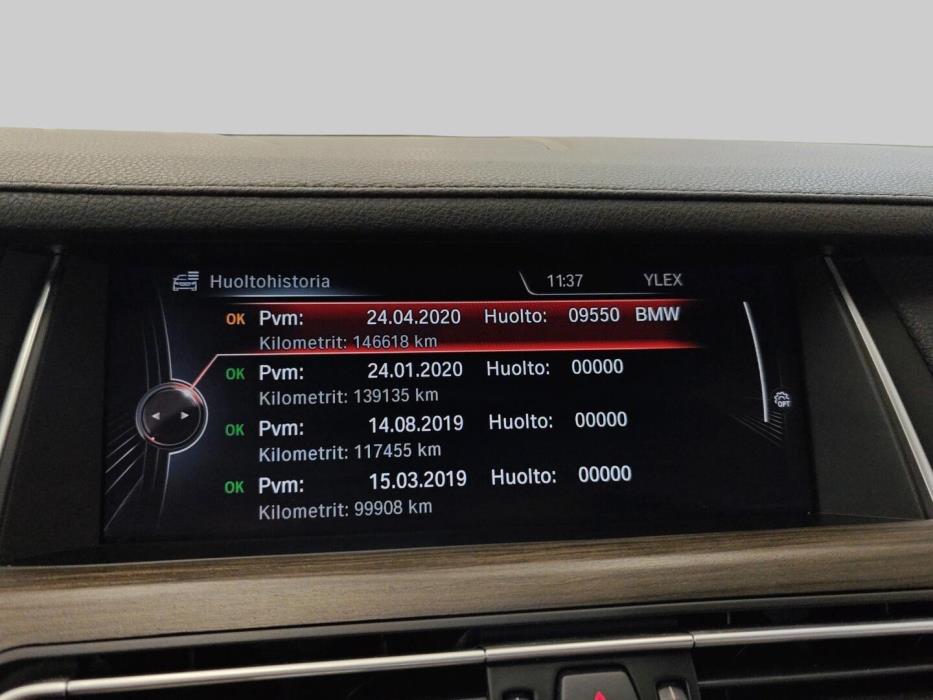 Huoltohistoria 11:37 YLEX
OK Pvm: 24.04.2020 Huolto: 09550 BMW
Kilometrit: 146618 km
OK Pvm: 24.01.2020 Huolto: 00000
Kilometrit: 139135 km
OK Pvm: 14.08.2019 Huolto: 00000
Kilometrit: 117455 km
OPT
OK Pvm: 15.03.2019 Huolto: 00000
Kilometrit: 99908 km